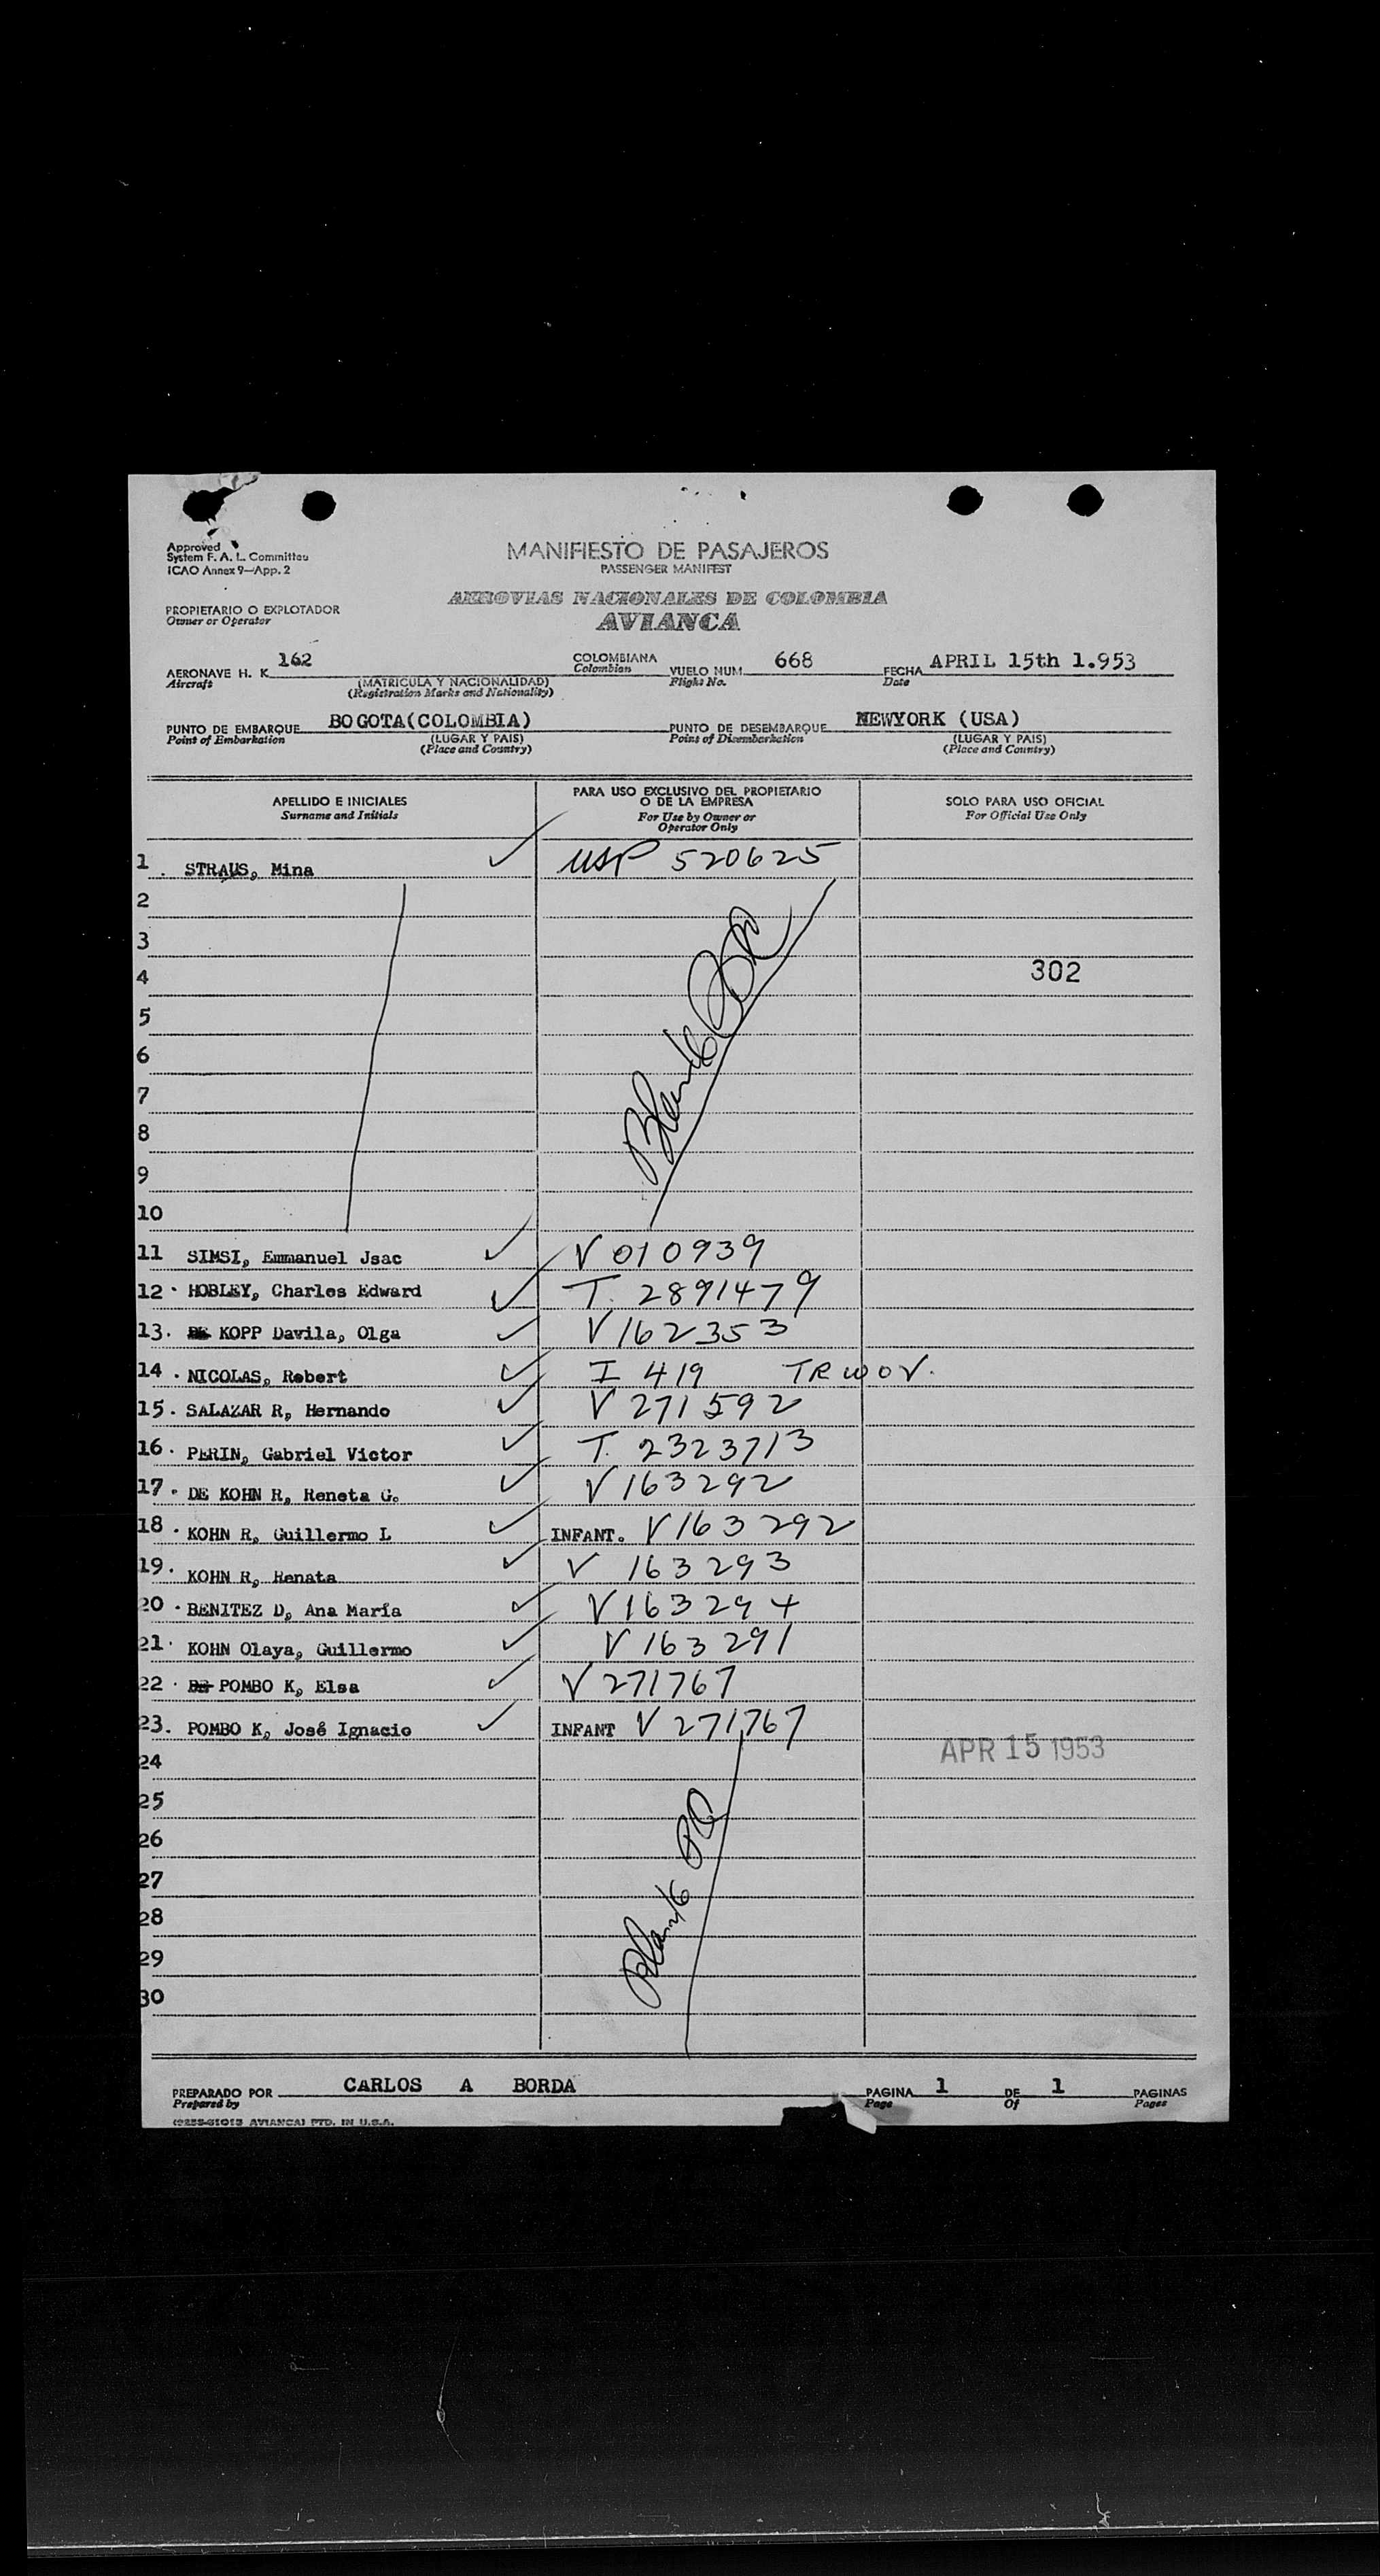 Approved
System F. A. L. Committee
ICAO Annex 9—App. 2
MANIFIESTO DE PASAJEROS
PASSENGER MANIFEST
AEROVIAS NACIONALES DE COLOMBIA
AVIANCA
PROPIETARIO O EXPLOTADOR
Owner or Operator
AERONAVE H. K. 162 COLOMBIANA VUELO NUM. 668 FECHA APRIL 15th 1.953
Aircraft (MATRICULA Y NACIONALIDAD) Colombian Flight No. Date
(Registration Marks and Nationality)
PUNTO DE EMBARQUE BOGOTA(COLOMBIA) PUNTO DE DESEMBARQUE NEWYORK (USA)
Point of Embarkation (LUGAR Y PAIS) Point of Disembarkation (LUGAR Y PAIS)
(Place and Country) (Place and Country)
APELLIDO E INICIALES PARA USO EXCLUSIVO DEL PROPIETARIO O DE LA EMPRESA SOLO PARA USO OFICIAL
Surname and Initials For Use by Owner or Operator Only For Official Use Only
1. STRAUS, Mina USP 520625
2
3
4 302
5
6
7
8
9
10
11 SIMSI, Emmanuel Jsac V 010939
12. HOBLEY, Charles Edward T. 2891479
13. DE KOPP Davila, Olga V 162353
14. NICOLAS, Robert I 419 TRWOV.
15. SALAZAR R, Hernando V 271592
16. PERIN, Gabriel Victor T. 2323713
17. DE KOHN R, Reneta G. V163292
18. KOHN R, Guillermo L INFANT. V163292
19. KOHN R, Renata V 163293
20. BENITEZ D, Ana María V163294
21. KOHN Olaya, Guillermo V 163291
22. DE POMBO K, Elsa V 271767
23. POMBO K, José Ignacio INFANT V 271767
24 APR 15 1953
25
26
27
28
29
30
PREPARADO POR CARLOS A BORDA PAGINA 1 DE 1 PAGINAS
Prepared by Page Of Pages
AVIANCA) PTD. IN U.S.A.